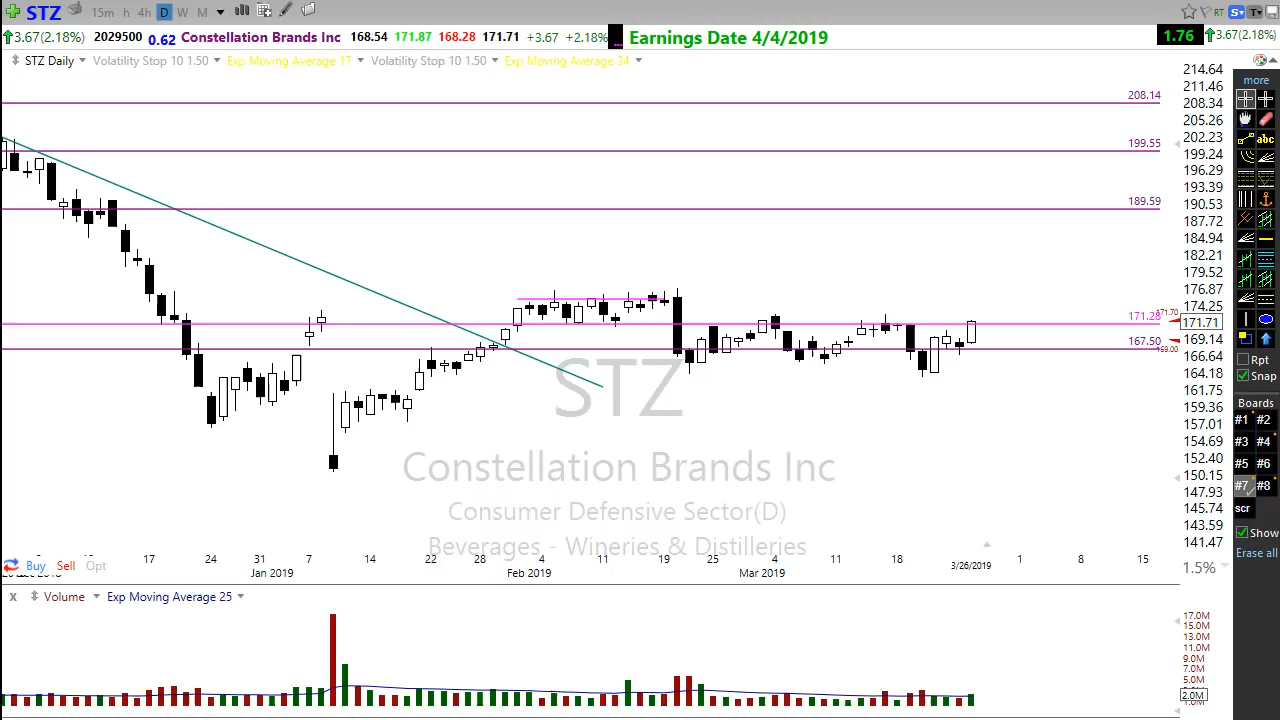 STZ 15m h 4h D W M RT S T
3.67(2.18%) 2029500 0.62 Constellation Brands Inc 168.54 171.87 168.28 171.71 +3.67 +2.18% Earnings Date 4/4/2019 1.76 3.67(2.18%)
STZ Daily Volatility Stop 10 1.50 Exp Moving Average 17 Volatility Stop 10 1.50 Exp Moving Average 34
214.64
211.46
208.34
205.26
202.23
199.24
196.29
193.39
190.53
187.72
184.94
182.21
179.52
176.87
174.25
171.71
169.14
166.64
164.18
161.75
159.36
157.01
154.69
152.40
150.15
147.93
145.74
143.59
141.47
1.5%
208.14
199.55
189.59
171.28
171.70
167.50
169.00
STZ
Constellation Brands Inc
Consumer Defensive Sector(D)
Beverages - Wineries & Distilleries
17 24 31 7 14 22 28 4 11 19 25 4 11 18 1 8 15
Jan 2019 Feb 2019 Mar 2019 3/26/2019
Buy Sell Opt
X Volume Exp Moving Average 25
17.0M
15.0M
13.0M
11.0M
9.0M
7.0M
5.0M
2.0M
1.0M
more
abc
Rpt
Snap
Boards
#1 #2
#3 #4
#5 #6
#7 #8
scr
Show
Erase all